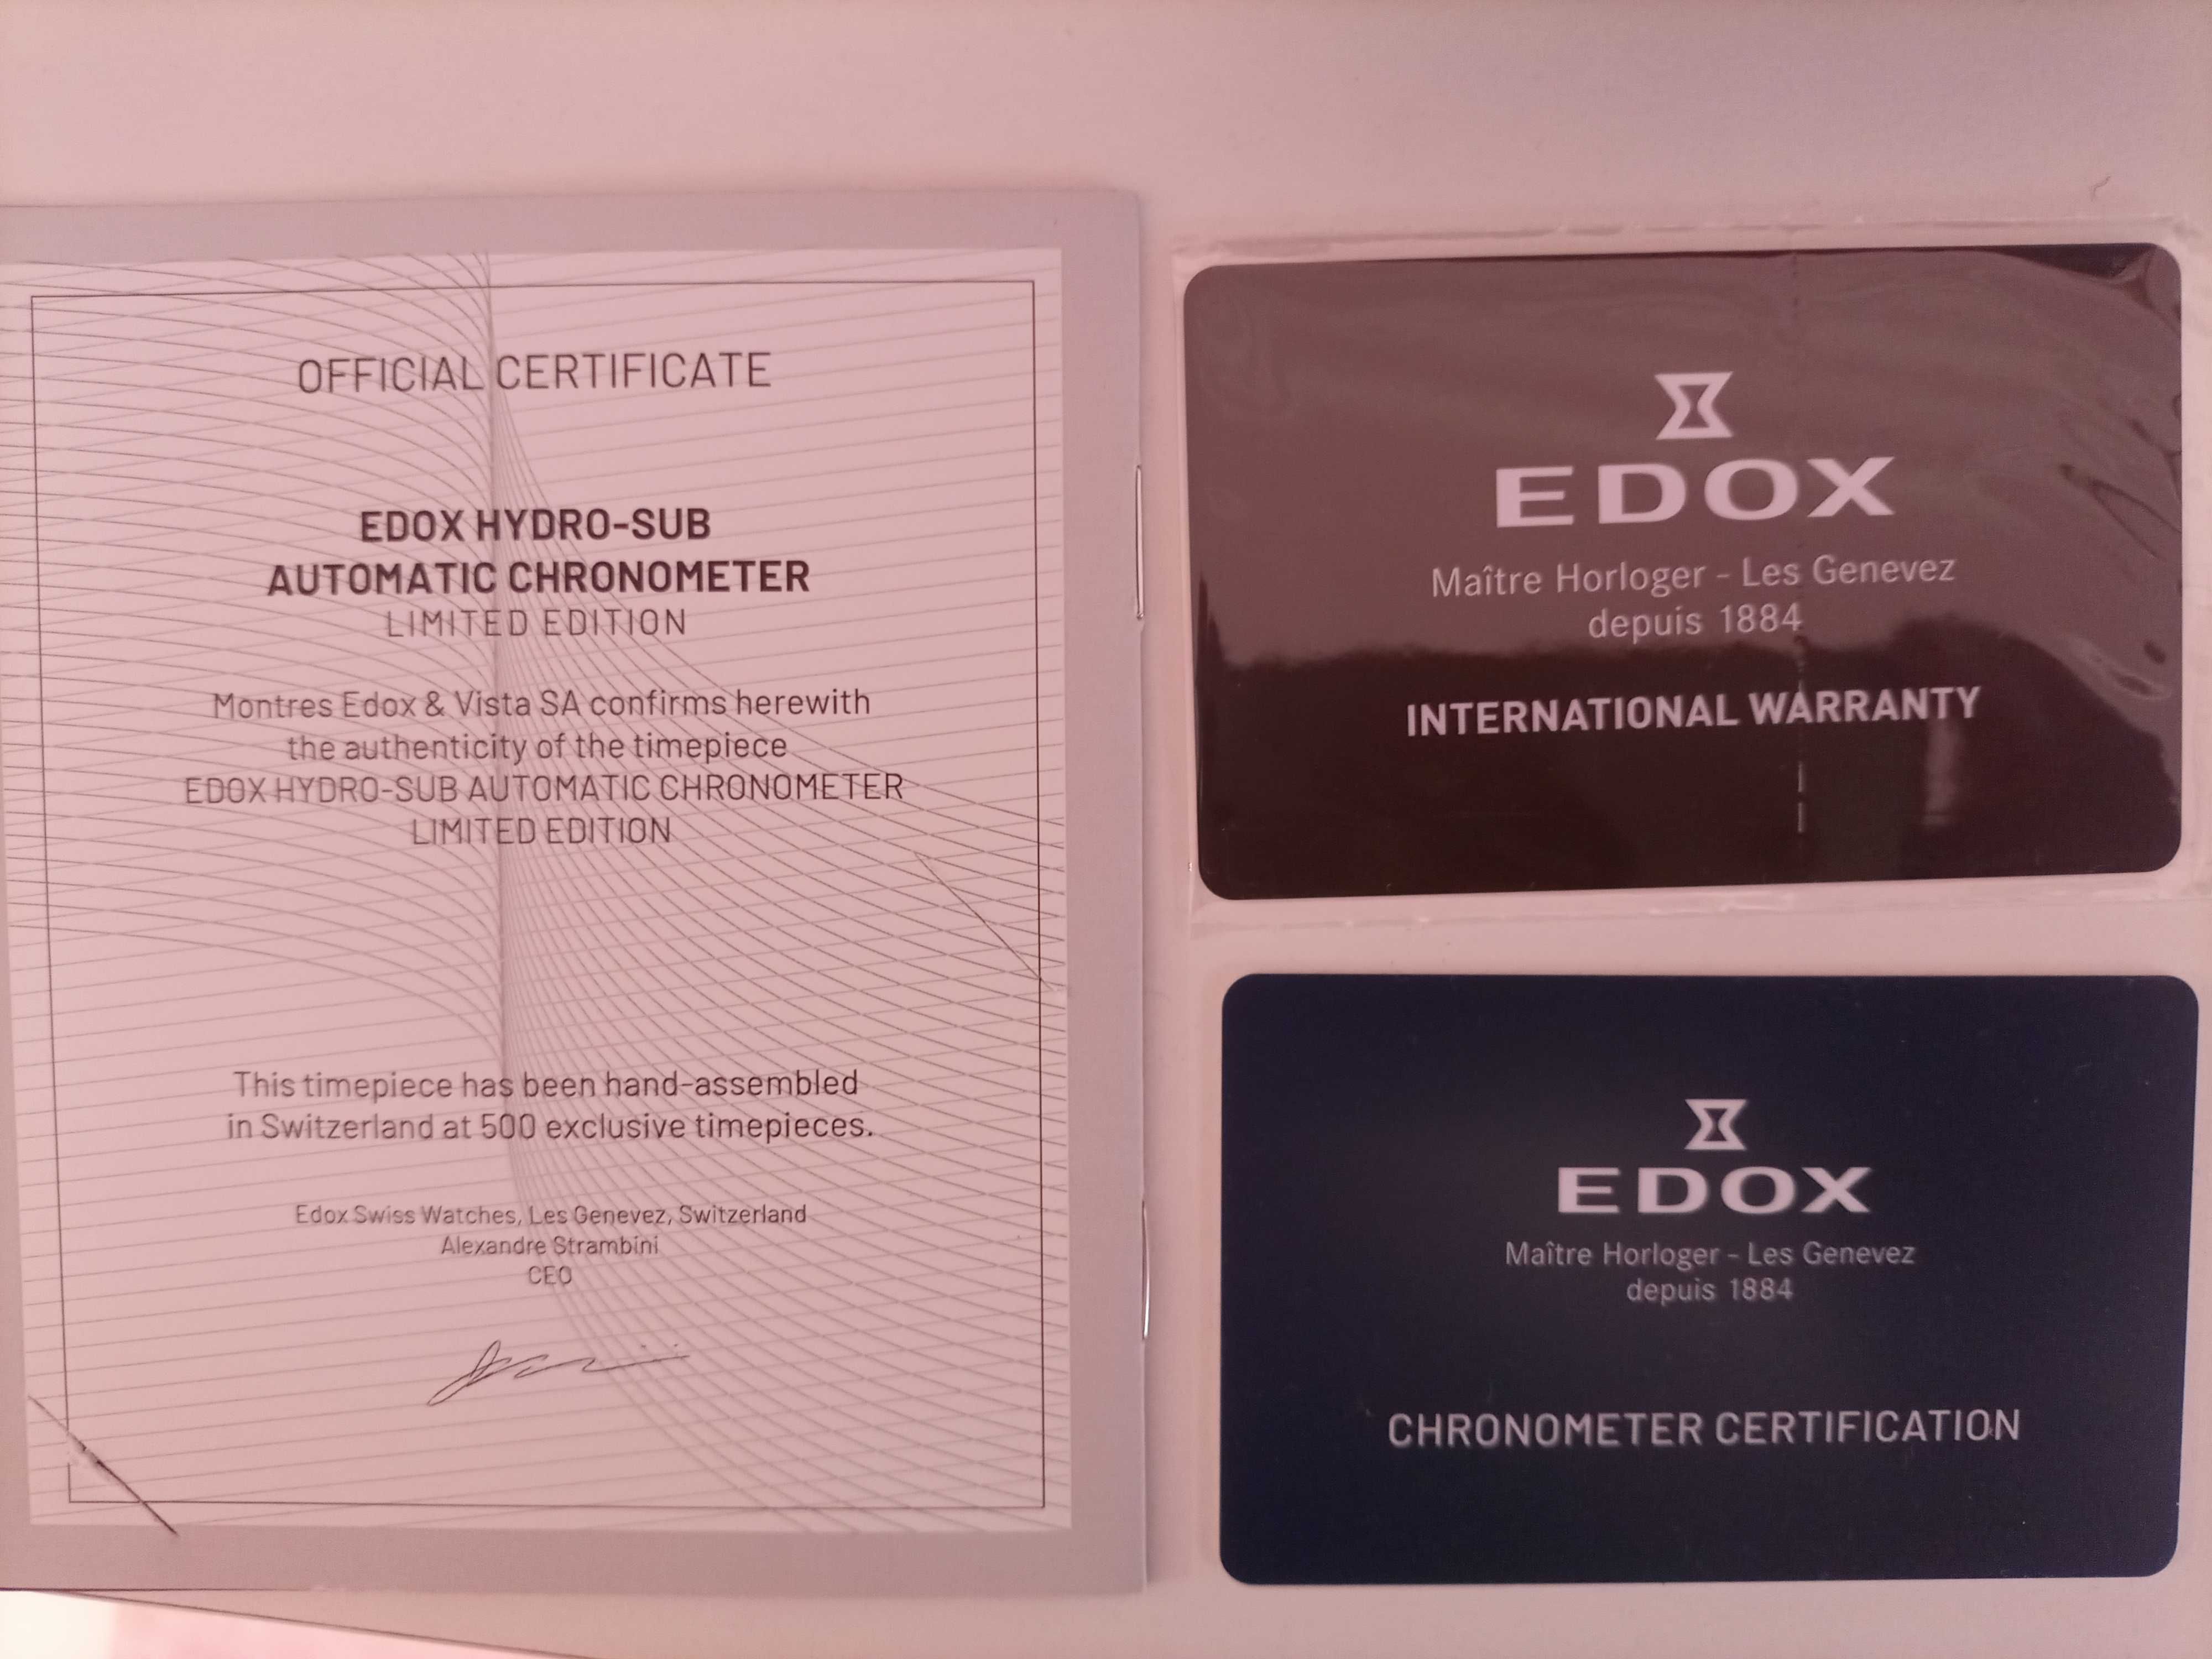 OFFICIAL CERTIFICATE
EDOX HYDRO-SUB
AUTOMATIC CHRONOMETER
LIMITED EDITION
Montres Edox & Vista SA confirms herewith
the authenticity of the timepiece
EDOX HYDRO-SUB AUTOMATIC CHRONOMETER
LIMITED EDITION
This timepiece has been hand-assembled
in Switzerland at 500 exclusive timepieces.
Edox Swiss Watches, Les Genevez, Switzerland
Alexandre Strambini
CEO
EDOX
Maître Horloger - Les Genevez
depuis 1884
INTERNATIONAL WARRANTY
EDOX
Maître Horloger - Les Genevez
depuis 1884
CHRONOMETER CERTIFICATION